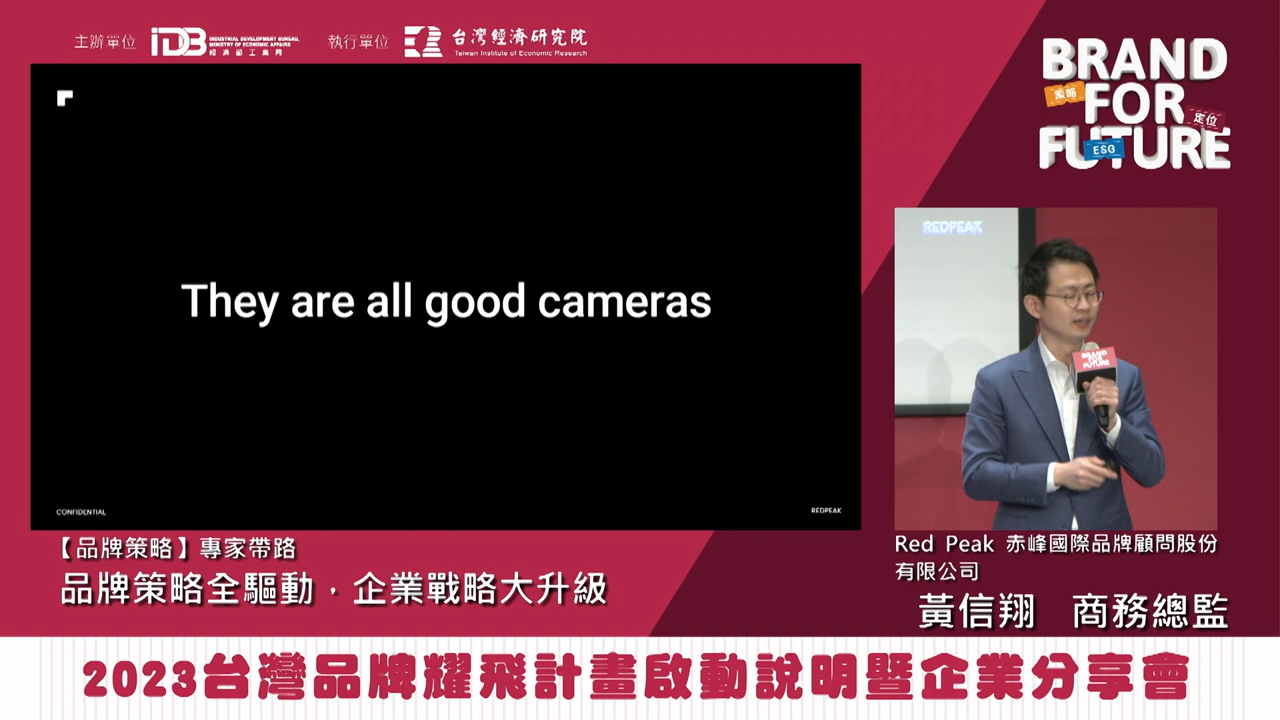 主辦單位
iDB
INDUSTRIAL DEVELOPMENT BUREAU,
MINISTRY OF ECONOMIC AFFAIRS
經濟部工業局
執行單位
台灣經濟研究院
Taiwan Institute of Economic Research
BRAND
策略
FOR
定位
FUTURE
ESG
They are all good cameras
CONFIDENTIAL
REDPEAK
REDPEAK
BRAND
FOR
FUTURE
【品牌策略】專家帶路
品牌策略全驅動，企業戰略大升級
Red Peak 赤峰國際品牌顧問股份
有限公司
黃信翔 商務總監
2023台灣品牌耀飛計畫啟動說明暨企業分享會